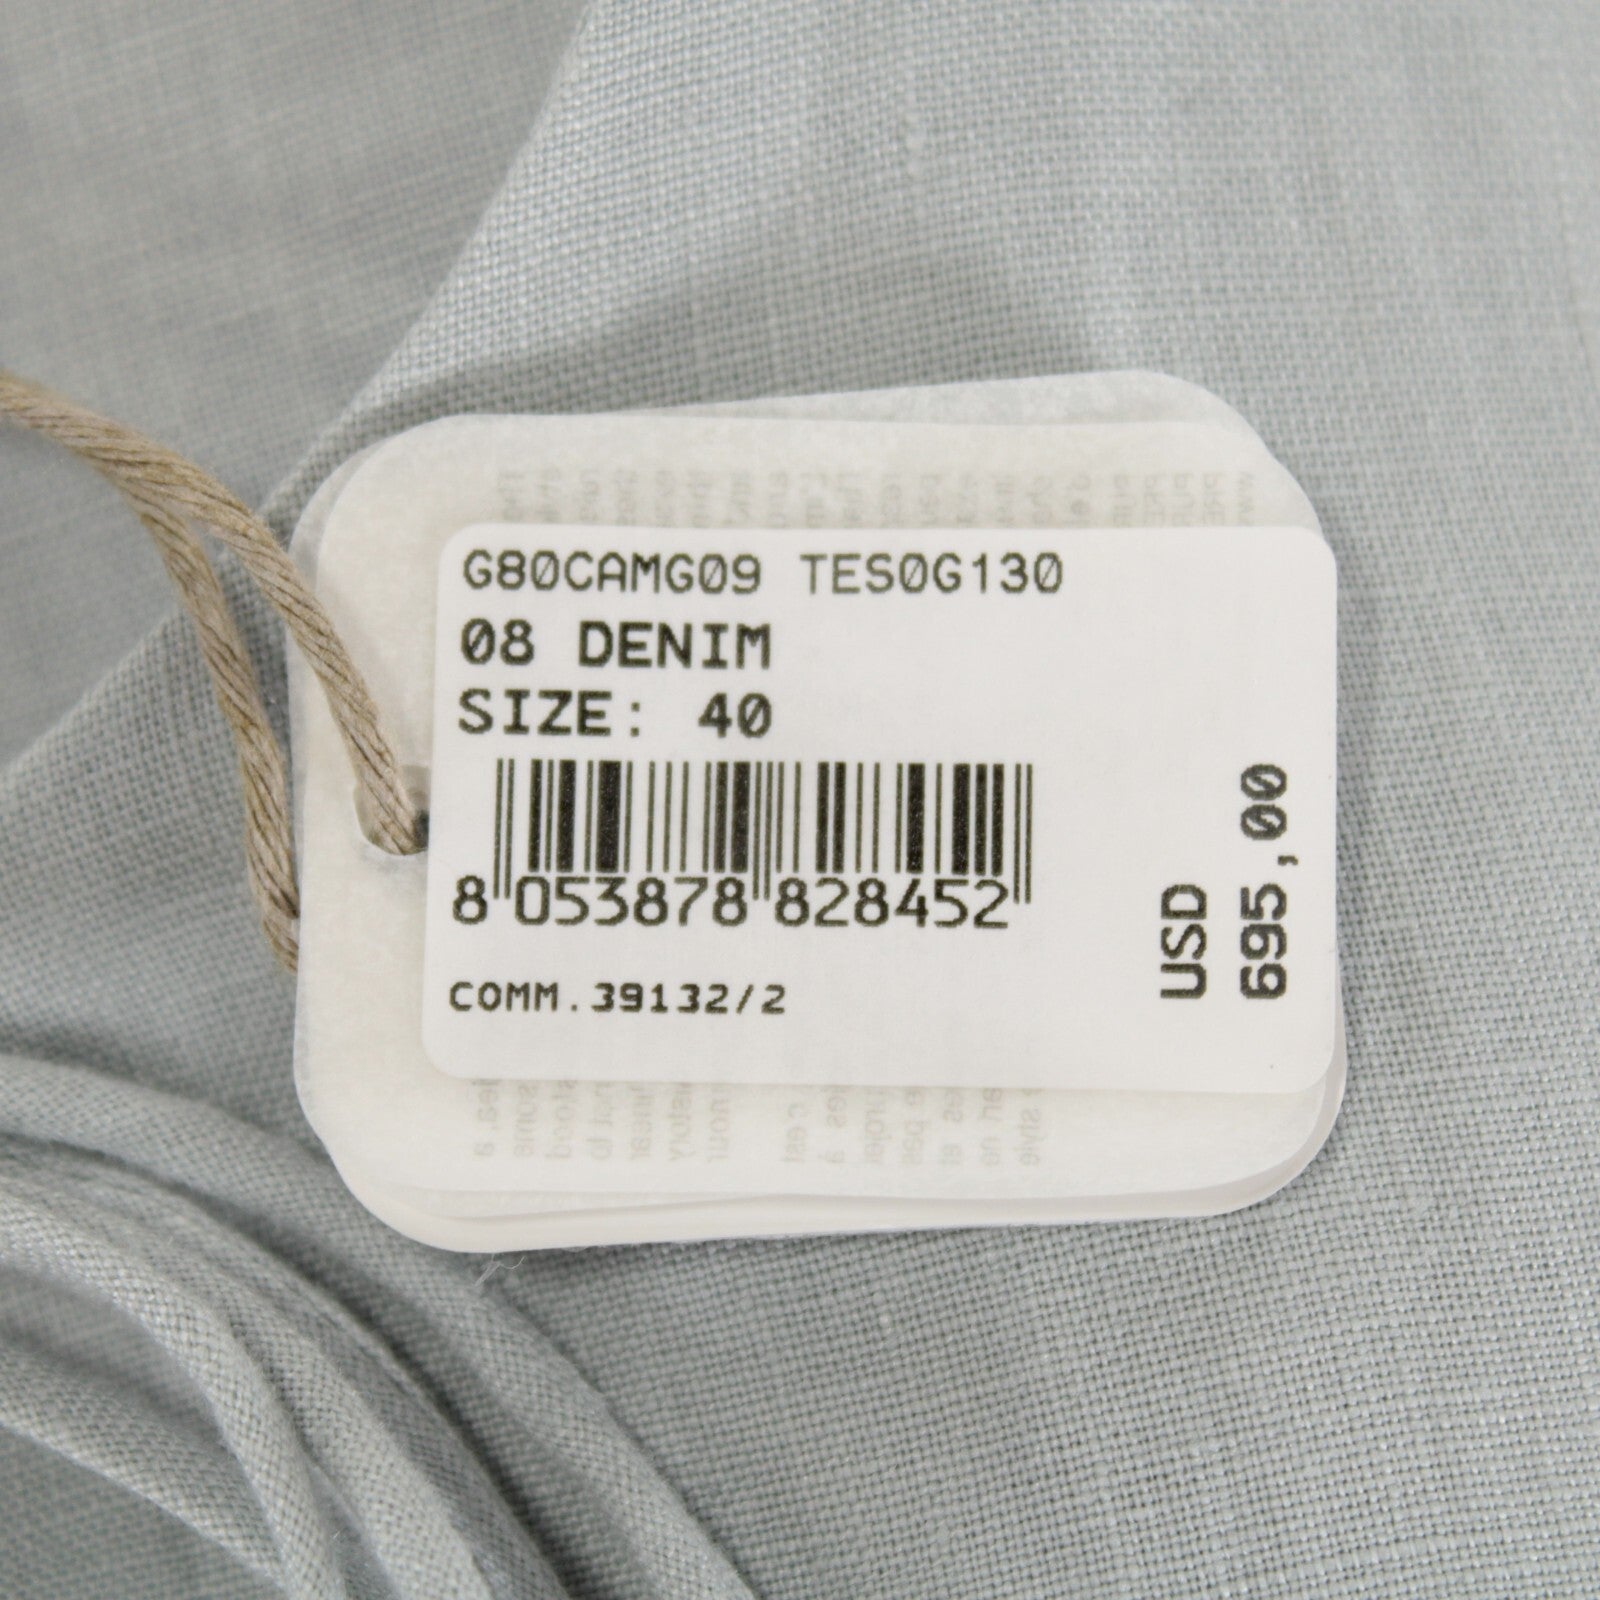 G80CAMG09 TES0G130
08 DENIM
SIZE: 40
8 053878 828452
COMM.39132/2
USD
695,00